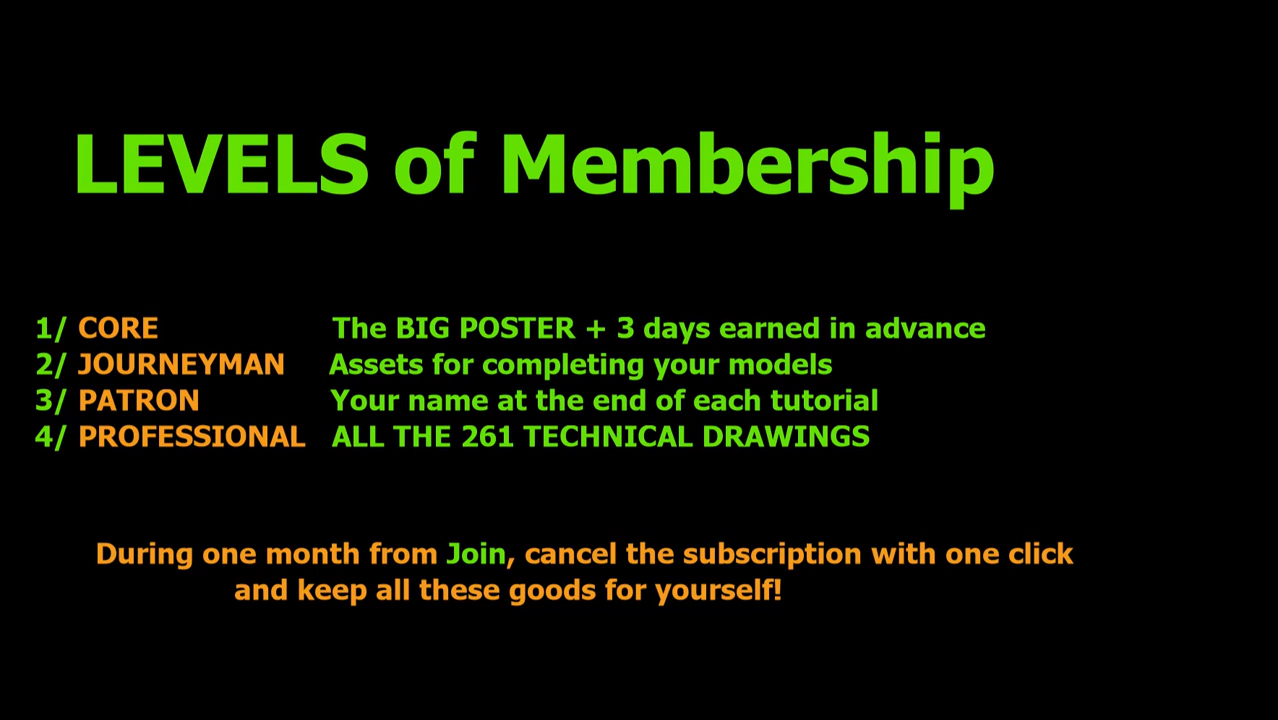 LEVELS of Membership
1/ CORE The BIG POSTER + 3 days earned in advance
2/ JOURNEYMAN Assets for completing your models
3/ PATRON Your name at the end of each tutorial
4/ PROFESSIONAL ALL THE 261 TECHNICAL DRAWINGS
During one month from Join, cancel the subscription with one click
and keep all these goods for yourself!